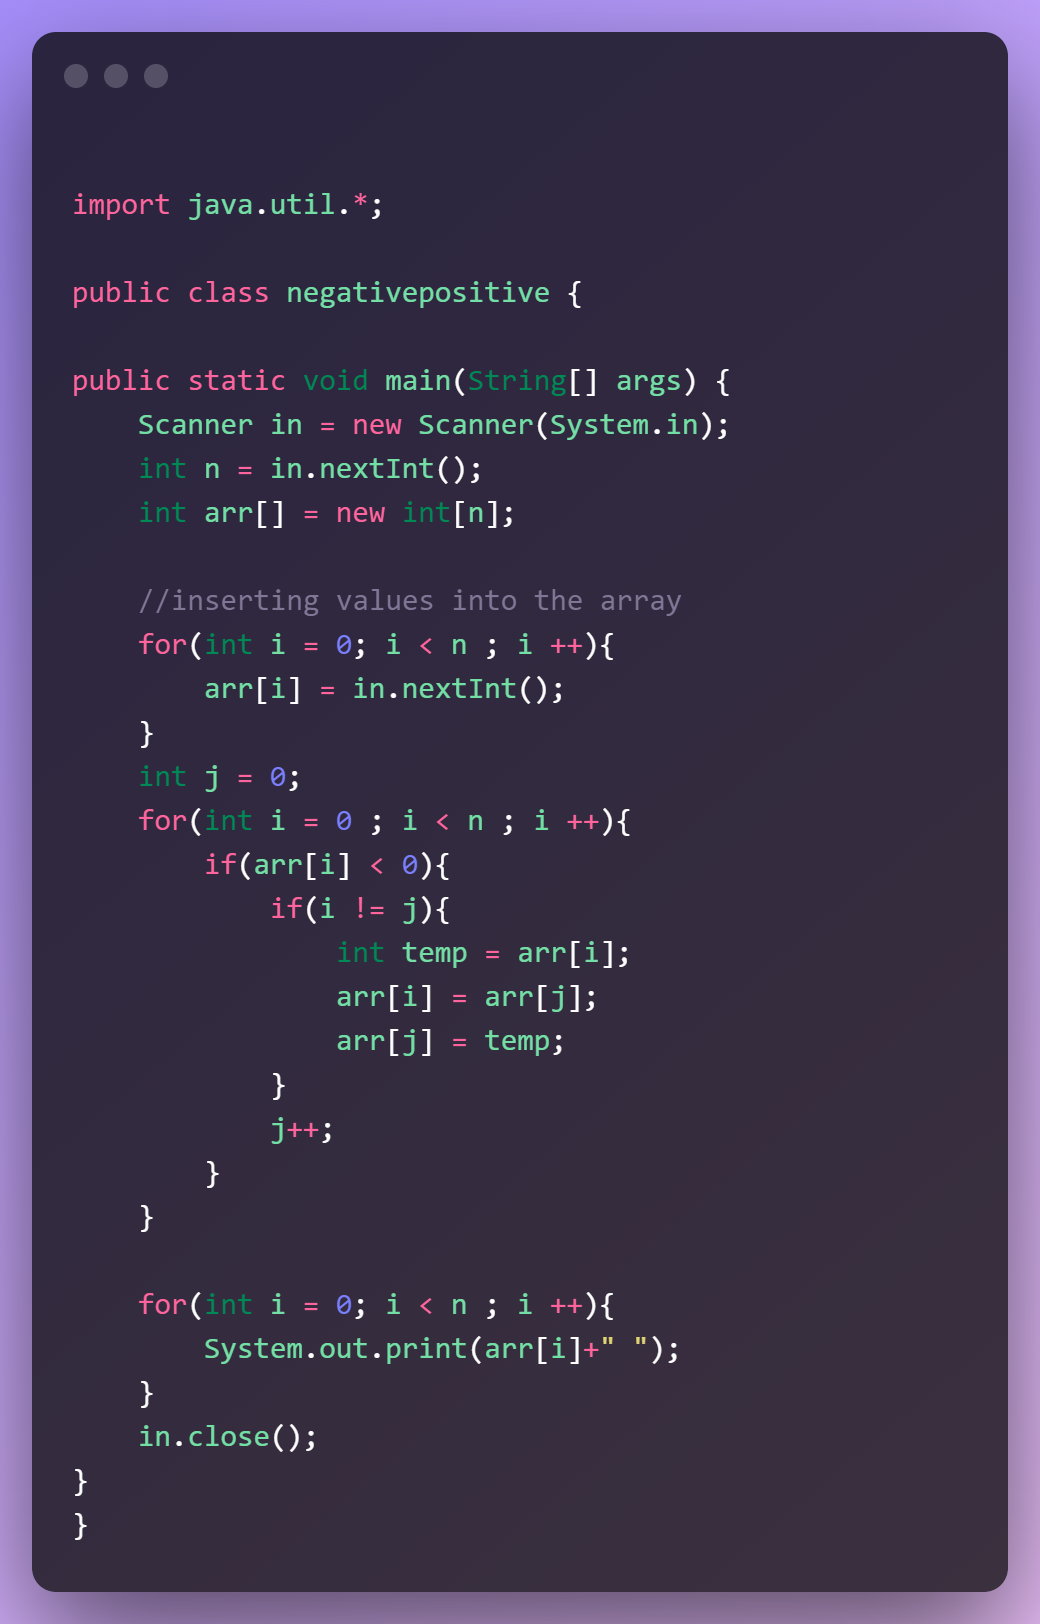 import java.util.*;

public class negativepositive {

public static void main(String[] args) {
    Scanner in = new Scanner(System.in);
    int n = in.nextInt();
    int arr[] = new int[n];

    //inserting values into the array
    for(int i = 0; i < n ; i ++){
        arr[i] = in.nextInt();
    }
    int j = 0;
    for(int i = 0 ; i < n ; i ++){
        if(arr[i] < 0){
            if(i != j){
                int temp = arr[i];
                arr[i] = arr[j];
                arr[j] = temp;
            }
            j++;
        }
    }

    for(int i = 0; i < n ; i ++){
        System.out.print(arr[i]+" ");
    }
    in.close();
}
}